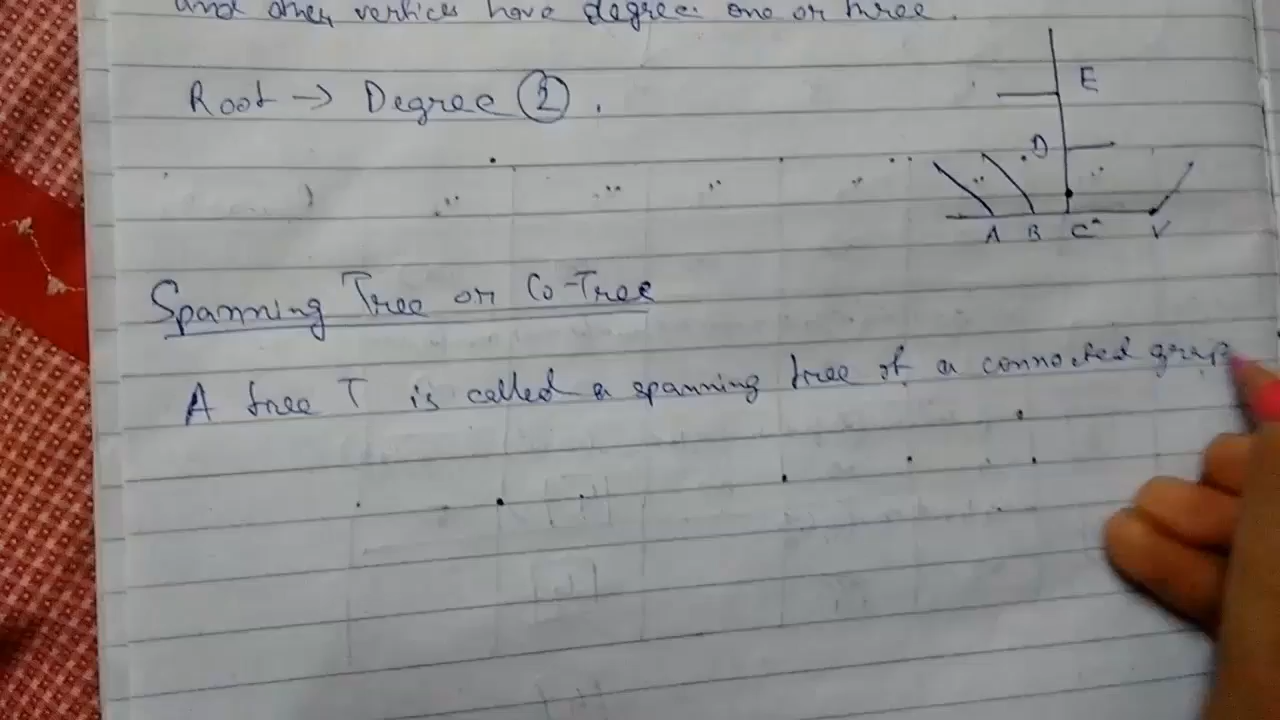 and other vertices have degree one or three.
Root → Degree 2.
E
D
A B C V
Spanning Tree or Co-Tree
A tree T is called a spanning tree of a connected grap